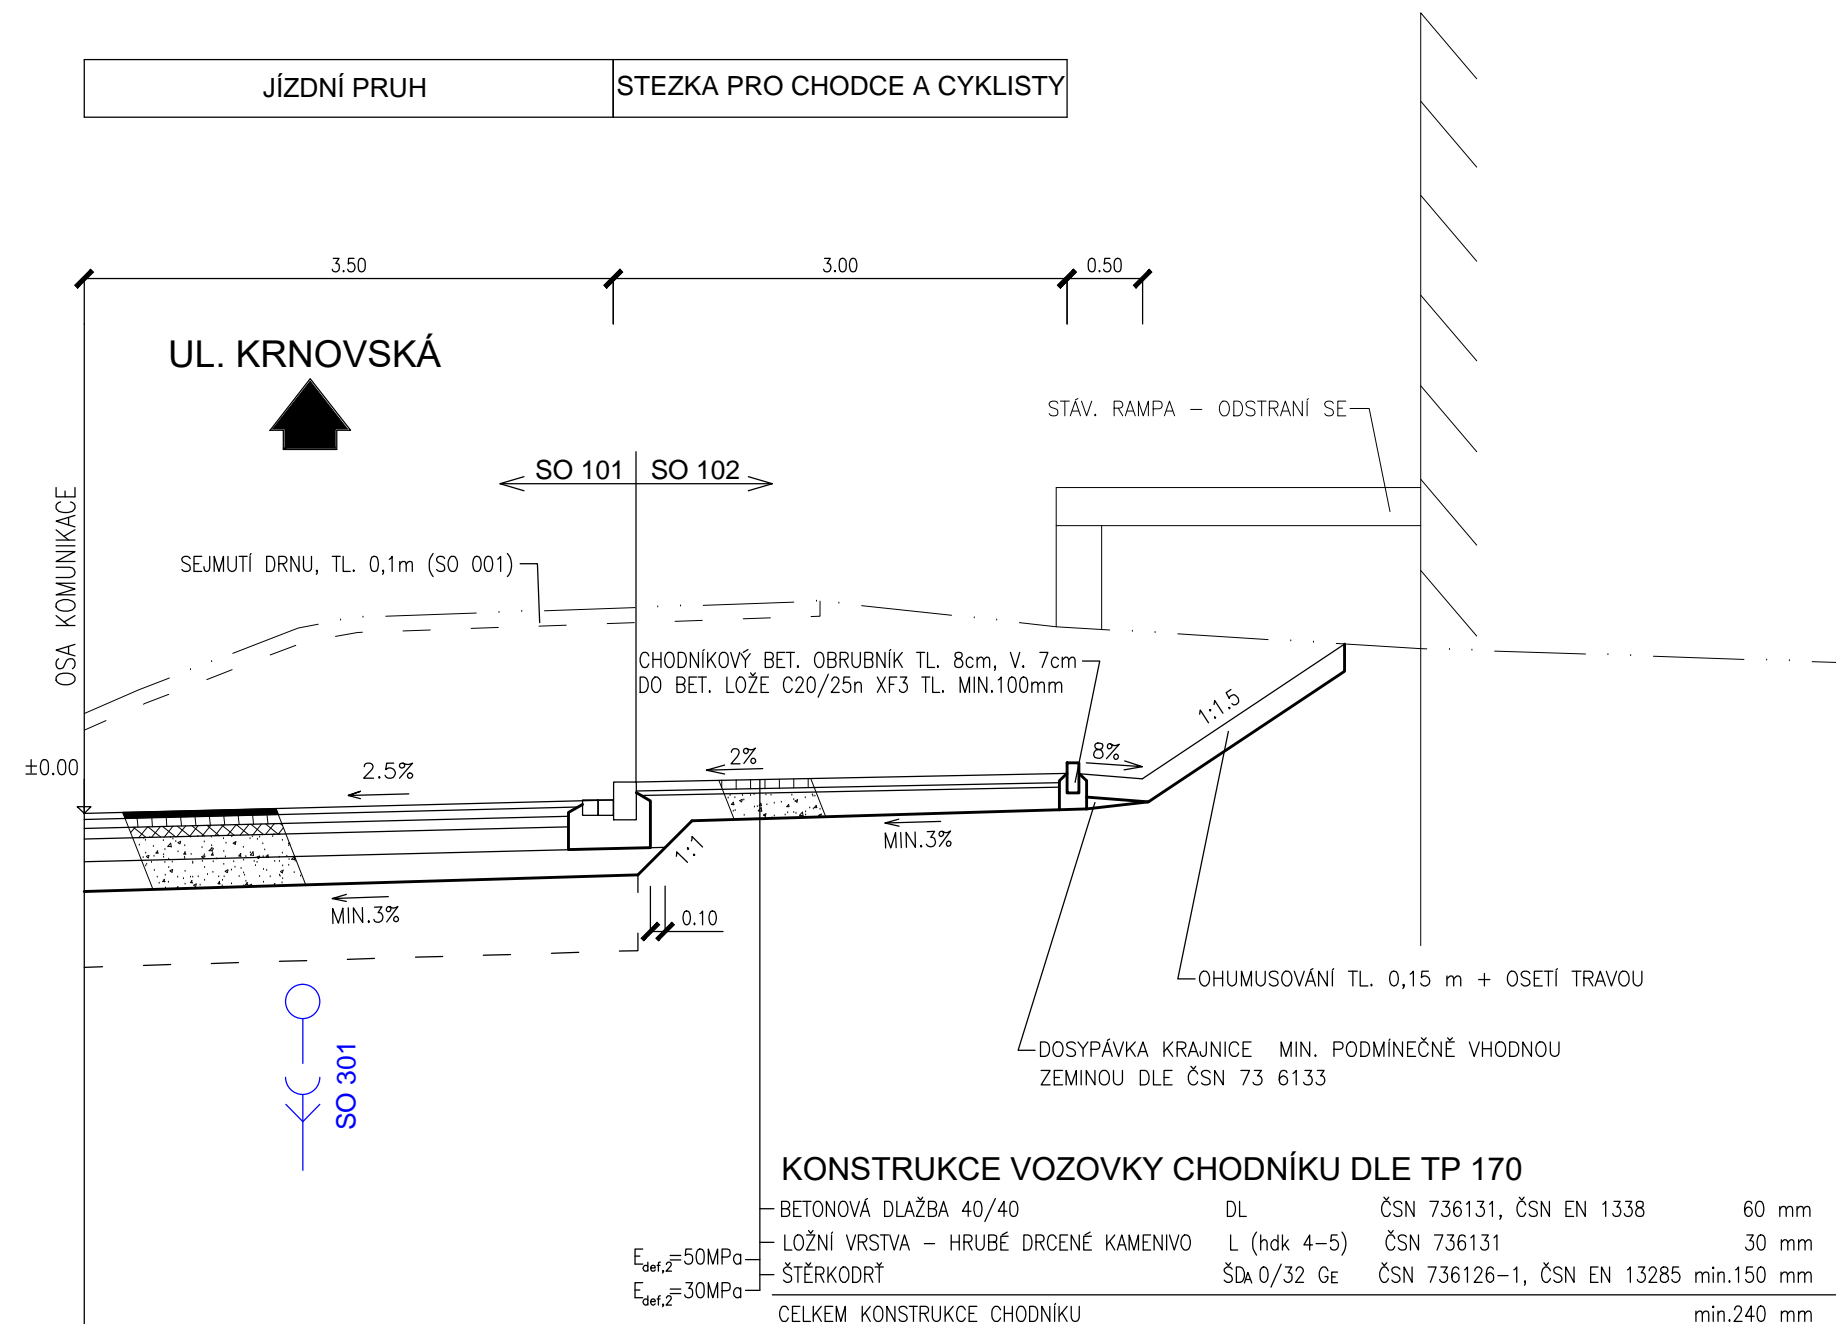 JÍZDNÍ PRUH
STEZKA PRO CHODCE A CYKLISTY
3.50
3.00
0.50
UL. KRNOVSKÁ
STÁV. RAMPA – ODSTRANÍ SE
SO 101
SO 102
OSA KOMUNIKACE
SEJMUTÍ DRNU, TL. 0,1m (SO 001)
CHODNÍKOVÝ BET. OBRUBNÍK TL. 8cm, V. 7cm
DO BET. LOŽE C20/25n XF3 TL. MIN.100mm
1:1.5
±0.00
2.5%
2%
8%
MIN.3%
1:1
MIN.3%
0.10
OHUMUSOVÁNÍ TL. 0,15 m + OSETÍ TRAVOU
DOSYPÁVKA KRAJNICE MIN. PODMÍNEČNĚ VHODNOU
ZEMINOU DLE ČSN 73 6133
SO 301
KONSTRUKCE VOZOVKY CHODNÍKU DLE TP 170
BETONOVÁ DLAŽBA 40/40 DL ČSN 736131, ČSN EN 1338 60 mm
LOŽNÍ VRSTVA – HRUBÉ DRCENÉ KAMENIVO L (hdk 4–5) ČSN 736131 30 mm
Edef,2=50MPa
ŠTĚRKODRŤ ŠDA 0/32 GE ČSN 736126–1, ČSN EN 13285 min.150 mm
Edef,2=30MPa
CELKEM KONSTRUKCE CHODNÍKU min.240 mm